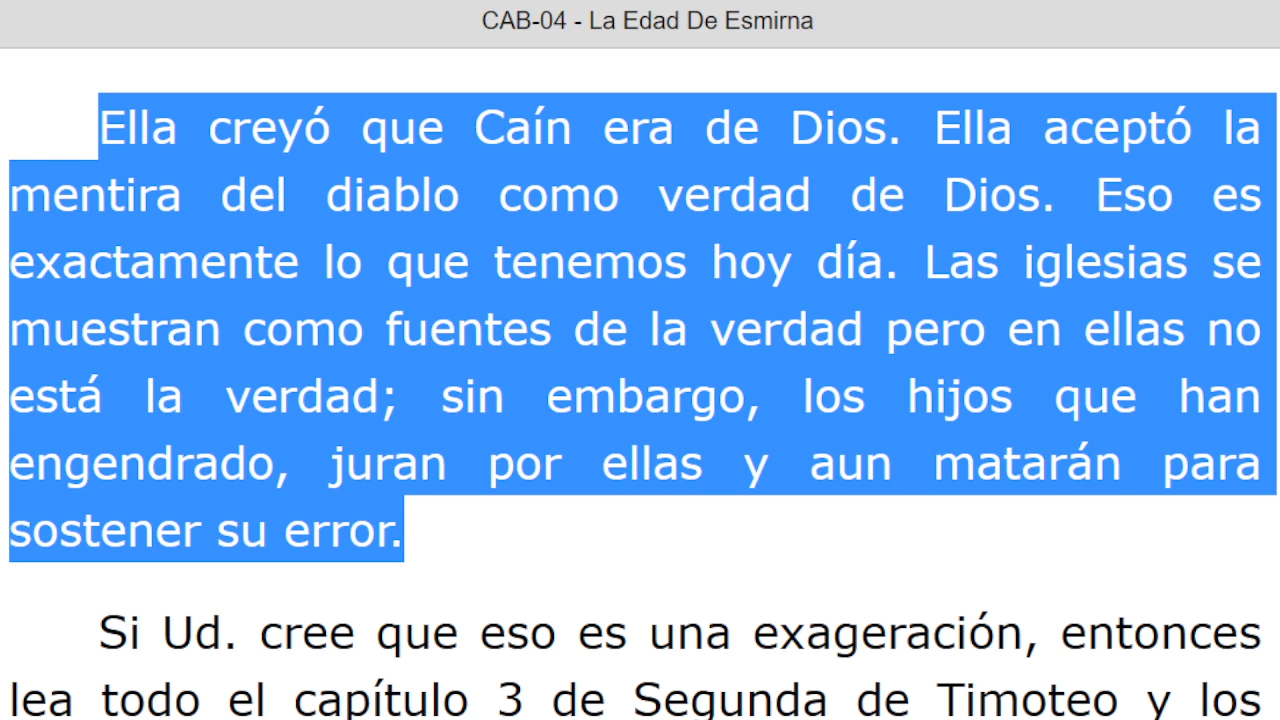 CAB-04 - La Edad De Esmirna
Ella creyó que Caín era de Dios. Ella aceptó la
mentira del diablo como verdad de Dios. Eso es
exactamente lo que tenemos hoy día. Las iglesias se
muestran como fuentes de la verdad pero en ellas no
está la verdad; sin embargo, los hijos que han
engendrado, juran por ellas y aun matarán para
sostener su error.
Si Ud. cree que eso es una exageración, entonces
lea todo el capítulo 3 de Segunda de Timoteo y los